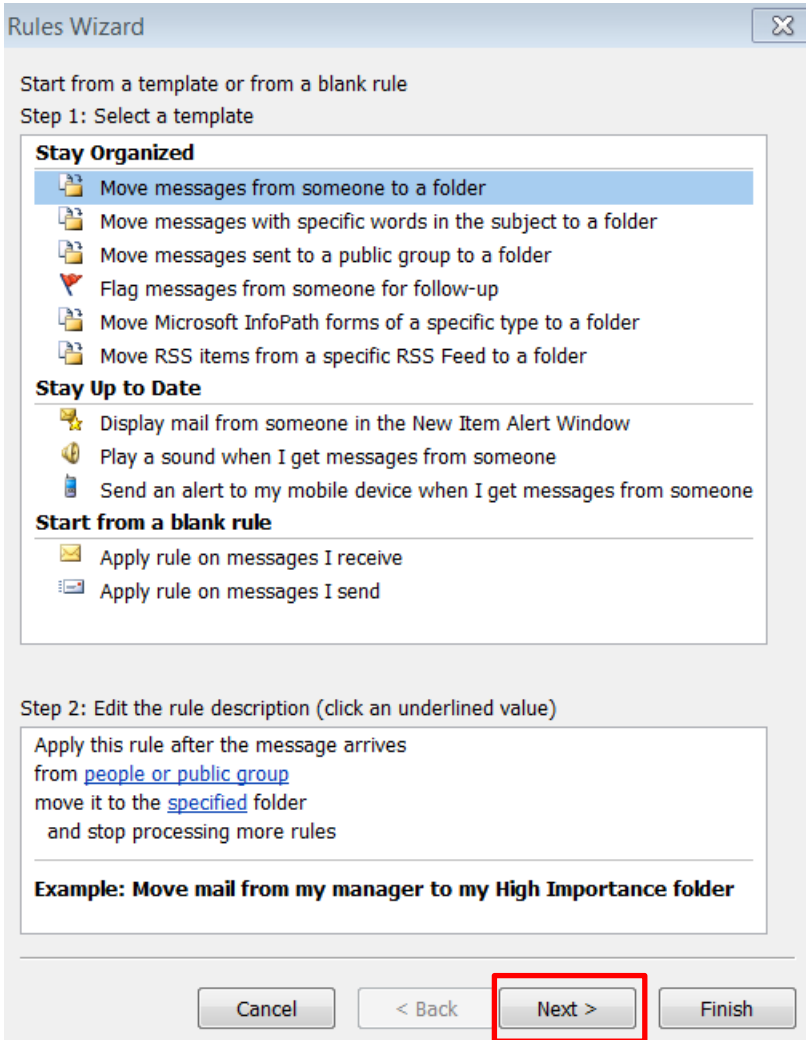 Rules Wizard
Start from a template or from a blank rule
Step 1: Select a template
Stay Organized
Move messages from someone to a folder
Move messages with specific words in the subject to a folder
Move messages sent to a public group to a folder
Flag messages from someone for follow-up
Move Microsoft InfoPath forms of a specific type to a folder
Move RSS items from a specific RSS Feed to a folder
Stay Up to Date
Display mail from someone in the New Item Alert Window
Play a sound when I get messages from someone
Send an alert to my mobile device when I get messages from someone
Start from a blank rule
Apply rule on messages I receive
Apply rule on messages I send
Step 2: Edit the rule description (click an underlined value)
Apply this rule after the message arrives
from people or public group
move it to the specified folder
and stop processing more rules
Example: Move mail from my manager to my High Importance folder
Cancel < Back Next > Finish